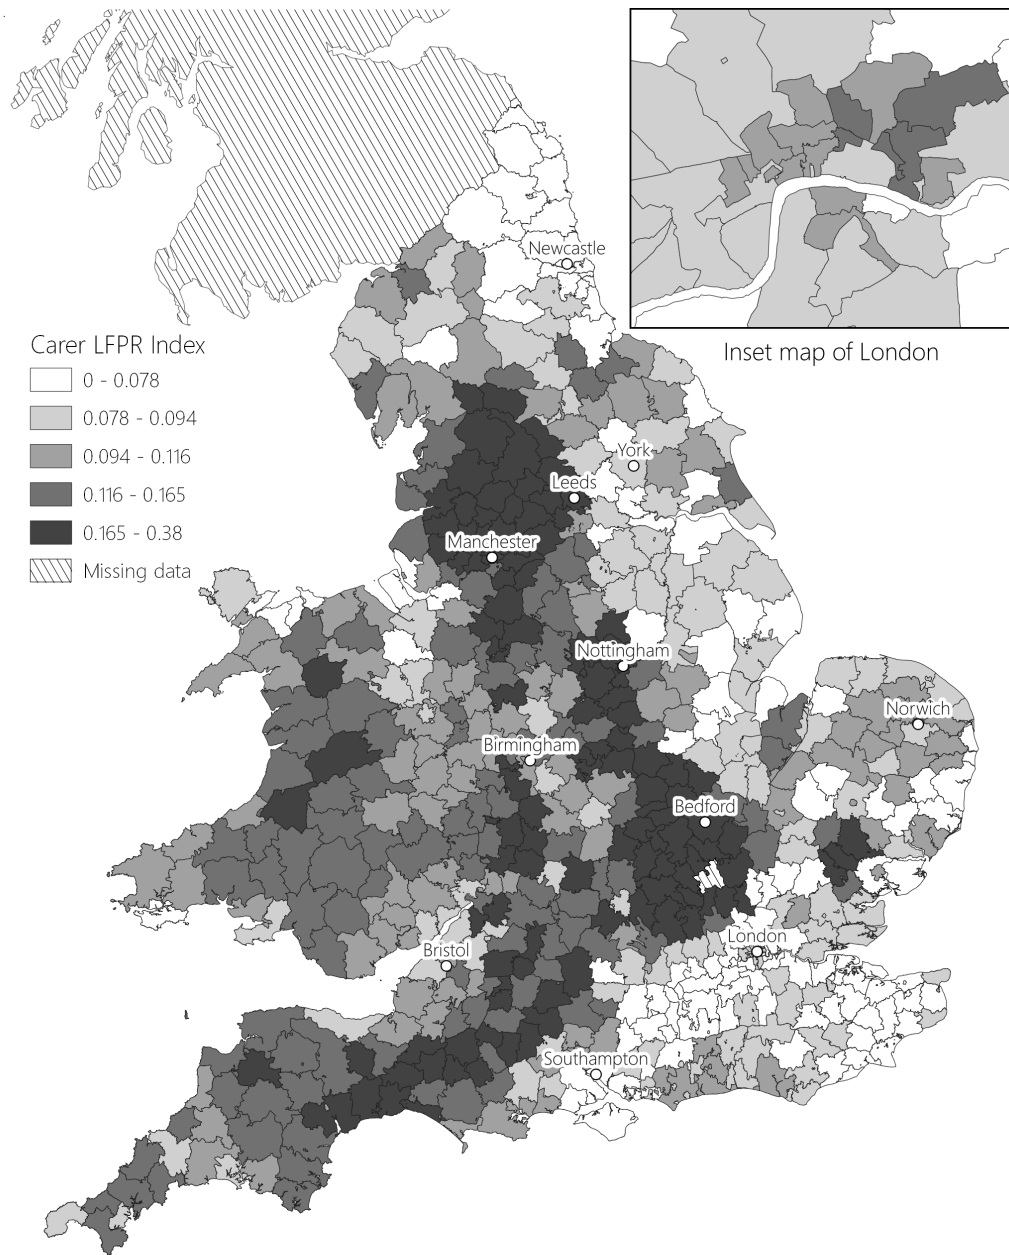 Newcastle
Inset map of London
Carer LFPR Index
0 - 0.078
0.078 - 0.094
0.094 - 0.116
0.116 - 0.165
0.165 - 0.38
Missing data
York
Leeds
Manchester
Nottingham
Norwich
Birmingham
Bedford
London
Bristol
Southampton